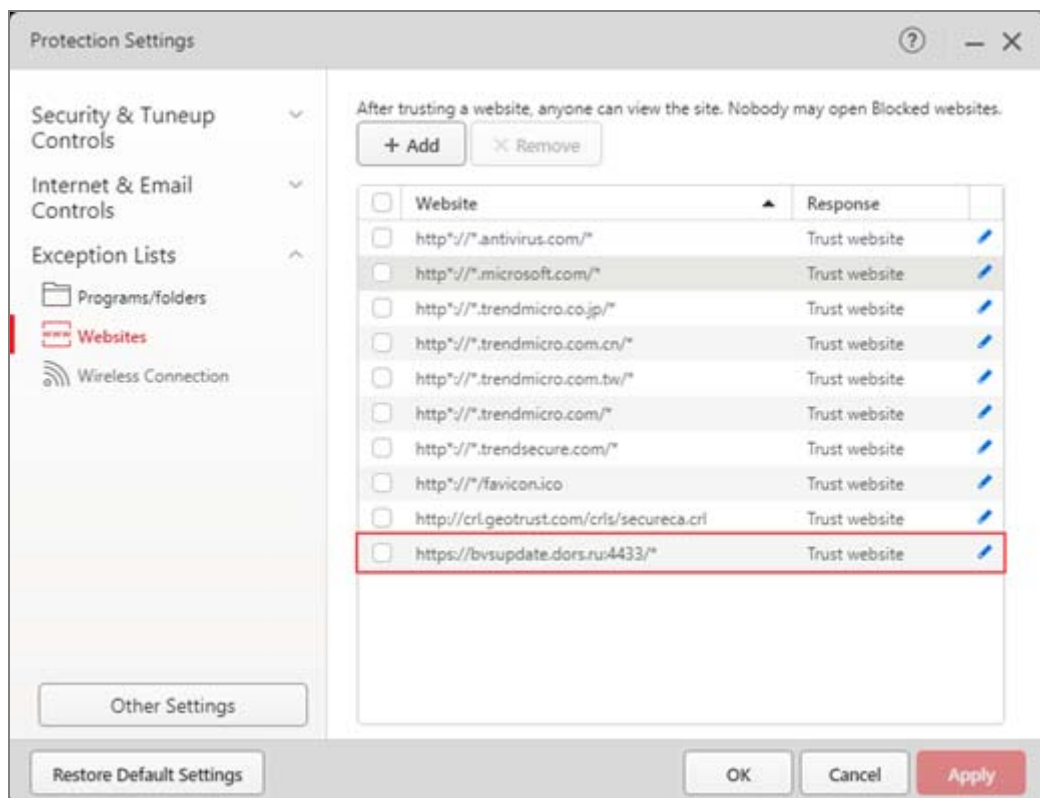 Protection Settings
Security & Tuneup
Controls
Internet & Email
Controls
Exception Lists
Programs/folders
Websites
Wireless Connection
Other Settings
After trusting a website, anyone can view the site. Nobody may open Blocked websites.
+ Add
× Remove
Website Response
http*://*.antivirus.com/* Trust website
http*://*.microsoft.com/* Trust website
http*://*.trendmicro.co.jp/* Trust website
http*://*.trendmicro.com.cn/* Trust website
http*://*.trendmicro.com.tw/* Trust website
http*://*.trendmicro.com/* Trust website
http*://*.trendsecure.com/* Trust website
http*://*/favicon.ico Trust website
http://crl.geotrust.com/crls/secureca.crl Trust website
https://bvsupdate.dors.ru:4433/* Trust website
Restore Default Settings
OK
Cancel
Apply